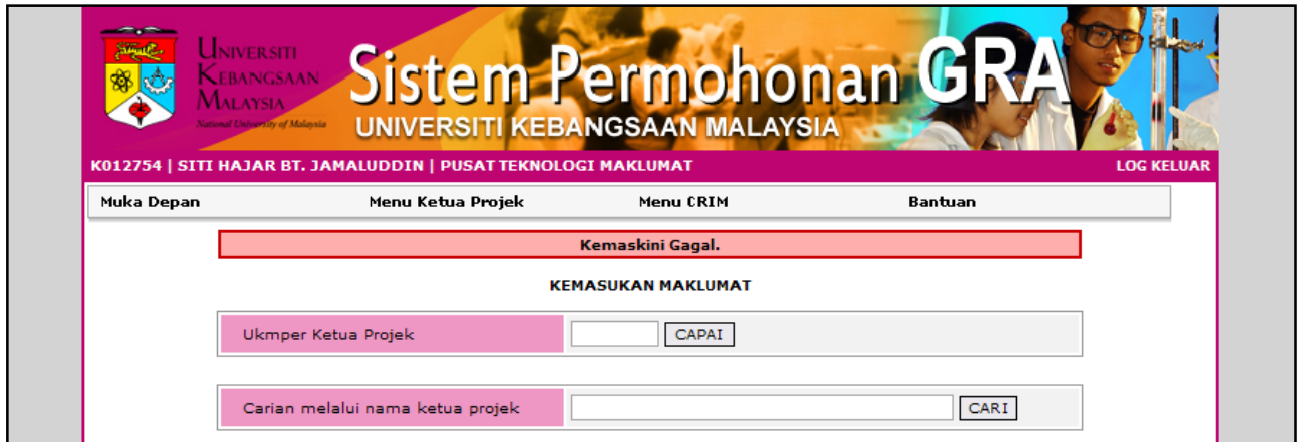 UNIVERSITI
KEBANGSAAN
MALAYSIA
National University of Malaysia
Sistem Permohonan GRA
UNIVERSITI KEBANGSAAN MALAYSIA
K012754 | SITI HAJAR BT. JAMALUDDIN | PUSAT TEKNOLOGI MAKLUMAT LOG KELUAR
Muka Depan Menu Ketua Projek Menu CRIM Bantuan
Kemaskini Gagal.
KEMASUKAN MAKLUMAT
Ukmper Ketua Projek CAPAI
Carian melalui nama ketua projek CARI